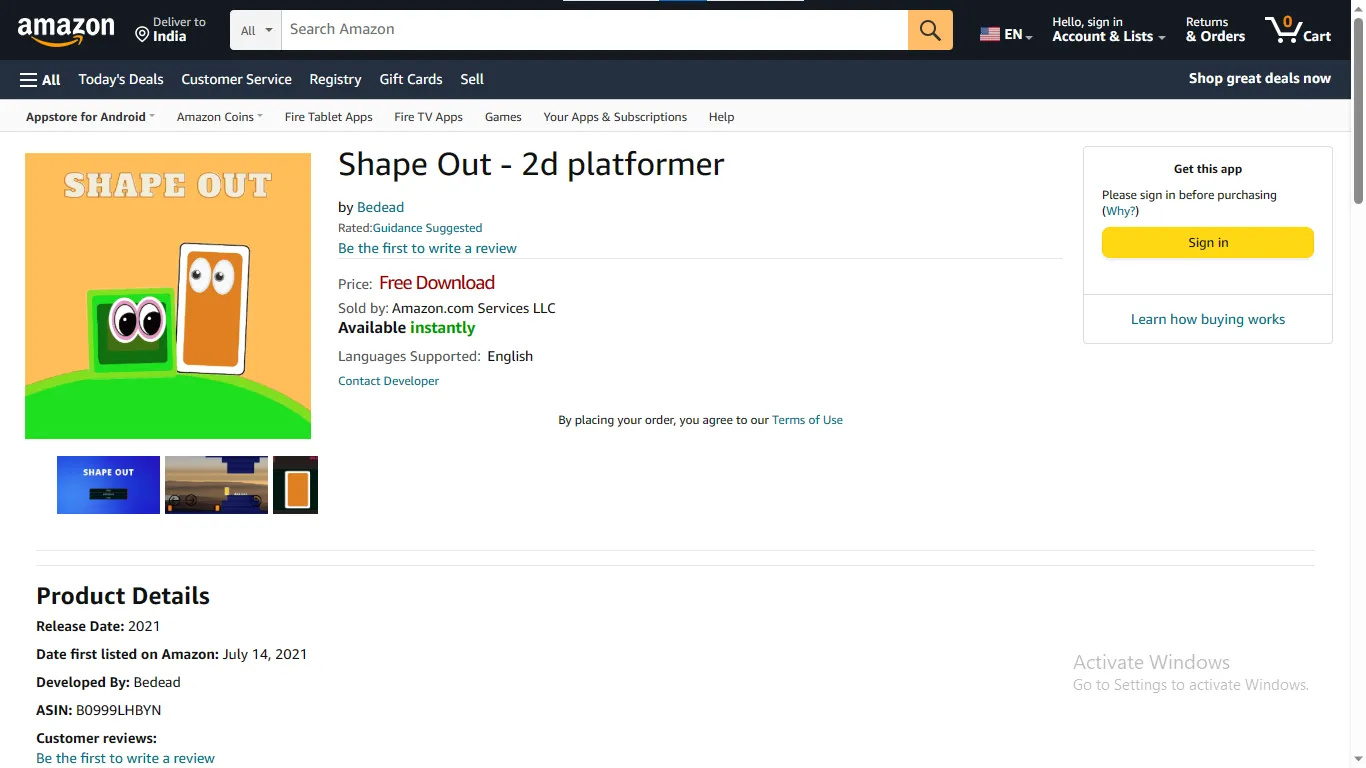 amazon
Deliver to
India
All
Search Amazon
EN
Hello, sign in
Account & Lists
Returns
& Orders
0
Cart
All
Today's Deals
Customer Service
Registry
Gift Cards
Sell
Shop great deals now
Appstore for Android
Amazon Coins
Fire Tablet Apps
Fire TV Apps
Games
Your Apps & Subscriptions
Help
SHAPE OUT
Shape Out - 2d platformer
by Bedead
Rated:Guidance Suggested
Be the first to write a review
Price: Free Download
Sold by: Amazon.com Services LLC
Available instantly
Languages Supported: English
Contact Developer
By placing your order, you agree to our Terms of Use
Get this app
Please sign in before purchasing
(Why?)
Sign in
Learn how buying works
SHAPE OUT
Product Details
Release Date: 2021
Date first listed on Amazon: July 14, 2021
Developed By: Bedead
ASIN: B0999LHBYN
Customer reviews:
Be the first to write a review
Activate Windows
Go to Settings to activate Windows.